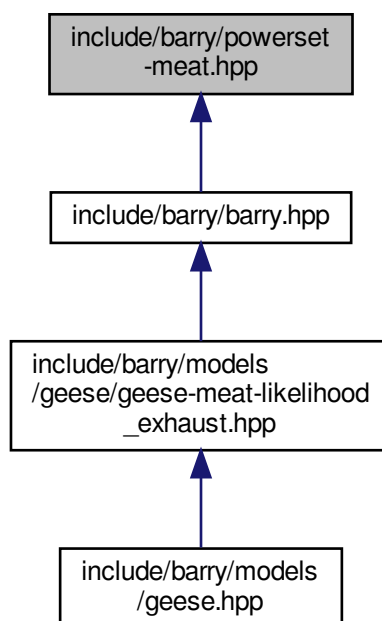 include/barry/powerset
-meat.hpp
include/barry/barry.hpp
include/barry/models
/geese/geese-meat-likelihood
_exhaust.hpp
include/barry/models
/geese.hpp